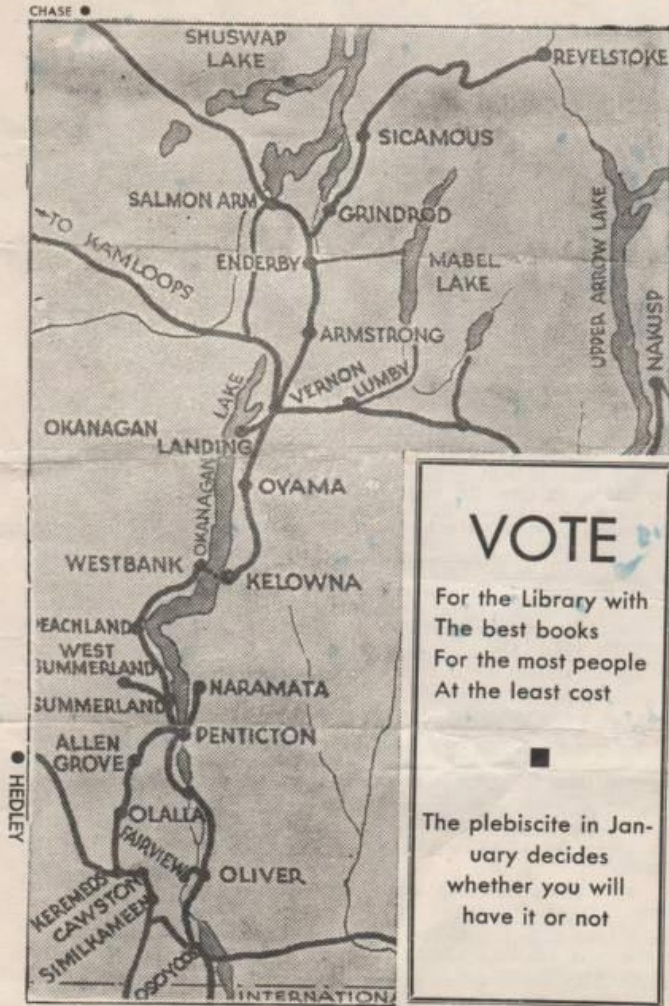 CHASE
SHUSWAP
LAKE
REVELSTOKE
SICAMOUS
SALMON ARM
GRINDROD
TO KAMLOOPS
ENDERBY
MABEL
LAKE
UPPER ARROW LAKE
NAKUSP
ARMSTRONG
VERNON
LUMBY
OKANAGAN
LANDING
OKANAGAN LAKE
OYAMA
WESTBANK
KELOWNA
PEACHLAND
WEST
SUMMERLAND
SUMMERLAND
NARAMATA
PENTICTON
ALLEN
GROVE
HEDLEY
OLALLA
FAIRVIEW
OLIVER
KEREMEOS
CAWSTON
SIMILKAMEEN
OSOYOOS
INTERNATIONA
VOTE
For the Library with
The best books
For the most people
At the least cost
The plebiscite in Jan-
uary decides
whether you will
have it or not